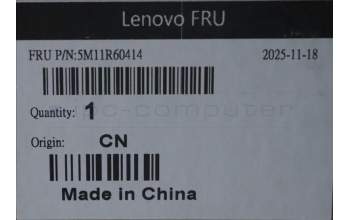 Lenovo FRU
FRU P/N:5M11R60414 2025-11-18
Quantity: 1
Origin: CN
Made in China